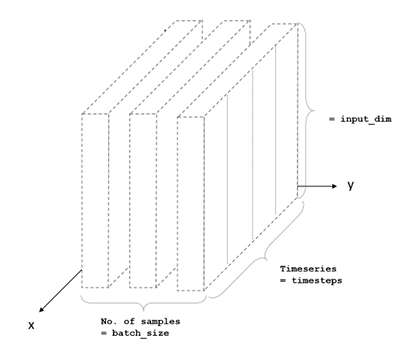 = input_dim
y
Timeseries
= timesteps
No. of samples
= batch_size
x